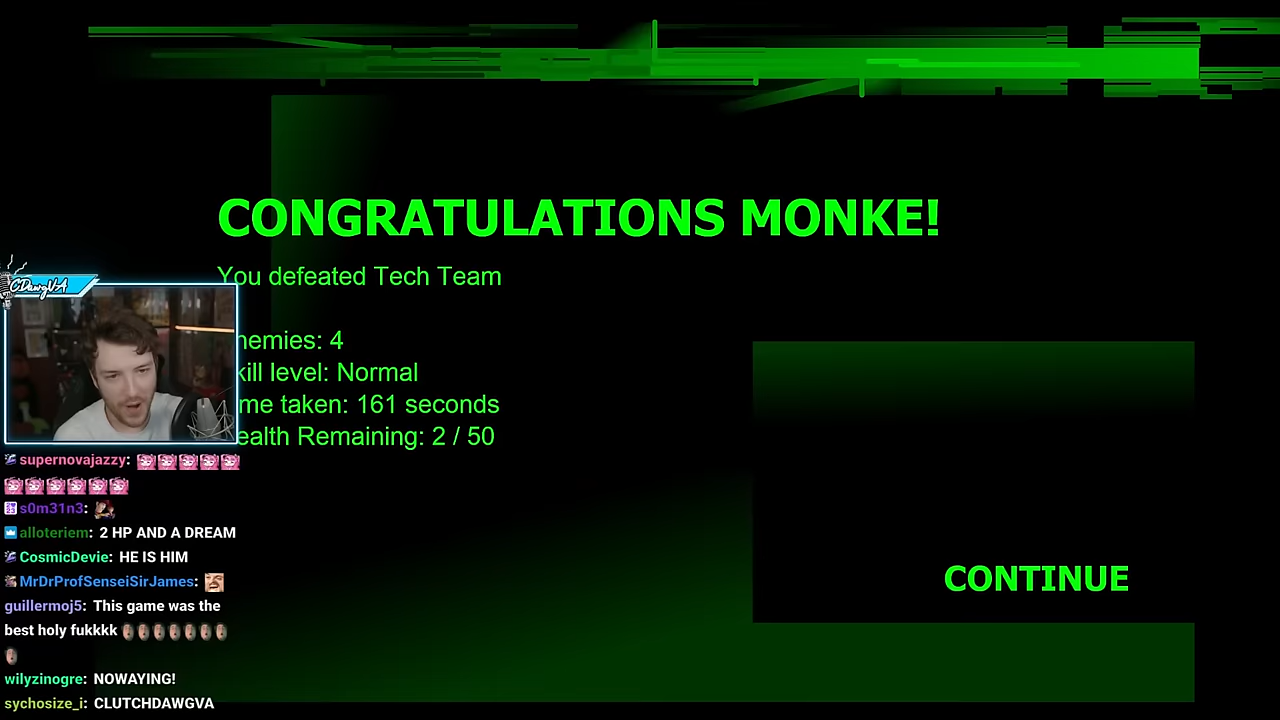 CONGRATULATIONS MONKE!
You defeated Tech Team
nemies: 4
kill level: Normal
me taken: 161 seconds
ealth Remaining: 2 / 50
CONTINUE
CDawgVA
supernovajazzy:
s0m31n3:
alloteriem: 2 HP AND A DREAM
CosmicDevie: HE IS HIM
MrDrProfSenseiSirJames:
guillermoj5: This game was the
best holy fukkkk
wilyzinogre: NOWAYING!
sychosize_i: CLUTCHDAWGVA